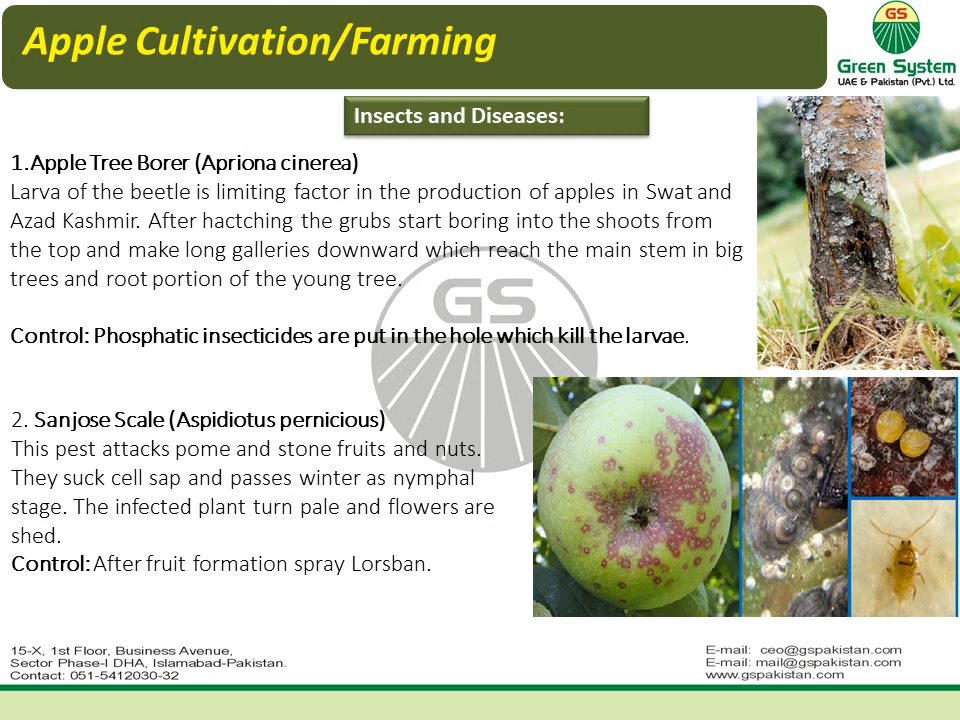 Apple Cultivation/Farming
GS
Green System
UAE & Pakistan (Pvt.) Ltd.
Insects and Diseases:
1.Apple Tree Borer (Apriona cinerea)
Larva of the beetle is limiting factor in the production of apples in Swat and
Azad Kashmir. After hactching the grubs start boring into the shoots from
the top and make long galleries downward which reach the main stem in big
trees and root portion of the young tree.
GS
Control: Phosphatic insecticides are put in the hole which kill the larvae.
2. Sanjose Scale (Aspidiotus pernicious)
This pest attacks pome and stone fruits and nuts.
They suck cell sap and passes winter as nymphal
stage. The infected plant turn pale and flowers are
shed.
Control: After fruit formation spray Lorsban.
15-X, 1st Floor, Business Avenue,
Sector Phase-I DHA, Islamabad-Pakistan.
Contact: 051-5412030-32
E-mail: ceo@gspakistan.com
E-mail: mail@gspakistan.com
www.gspakistan.com